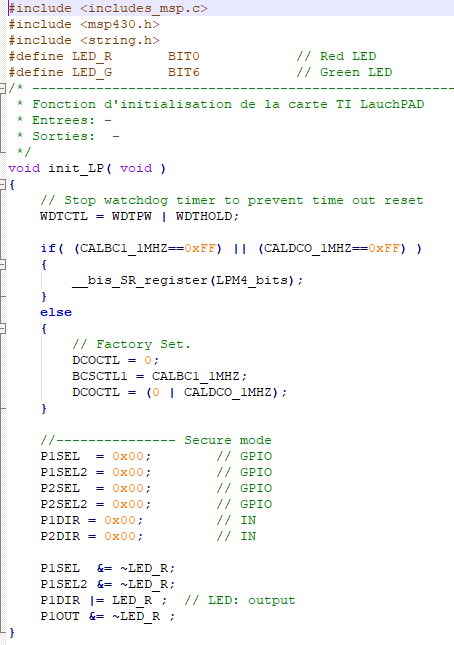 #include <includes_msp.c>
#include <msp430.h>
#include <string.h>
#define LED_R       BIT0            // Red LED
#define LED_G       BIT6            // Green LED
/* -----------------------------------------------------
 * Fonction d'initialisation de la carte TI LauchPAD
 * Entrees: -
 * Sorties:  -
 */
void init_LP( void )
{
    // Stop watchdog timer to prevent time out reset
    WDTCTL = WDTPW | WDTHOLD;

    if( (CALBC1_1MHZ==0xFF) || (CALDCO_1MHZ==0xFF) )
    {
        __bis_SR_register(LPM4_bits);
    }
    else
    {
        // Factory Set.
        DCOCTL = 0;
        BCSCTL1 = CALBC1_1MHZ;
        DCOCTL = (0 | CALDCO_1MHZ);
    }

    //--------------- Secure mode
    P1SEL  = 0x00;        // GPIO
    P1SEL2 = 0x00;        // GPIO
    P2SEL  = 0x00;        // GPIO
    P2SEL2 = 0x00;        // GPIO
    P1DIR = 0x00;         // IN
    P2DIR = 0x00;         // IN

    P1SEL  &= ~LED_R;
    P1SEL2 &= ~LED_R;
    P1DIR |= LED_R ;  // LED: output
    P1OUT &= ~LED_R ;
}